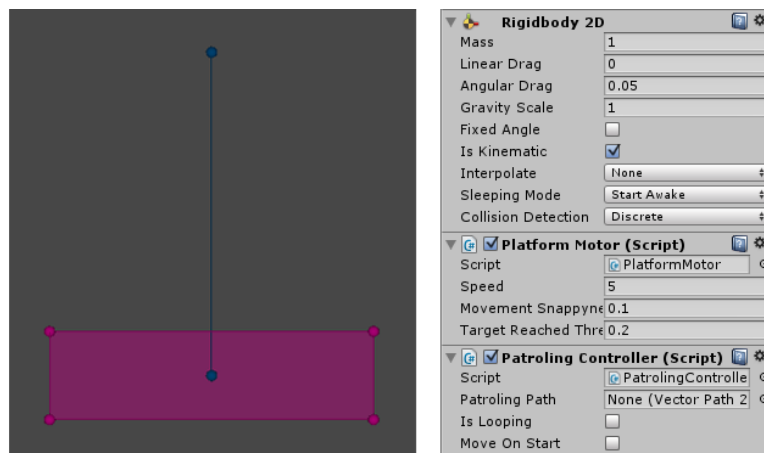 Rigidbody 2D
Mass 1
Linear Drag 0
Angular Drag 0.05
Gravity Scale 1
Fixed Angle
Is Kinematic
Interpolate None
Sleeping Mode Start Awake
Collision Detection Discrete
Platform Motor (Script)
Script PlatformMotor
Speed 5
Movement Snappyne 0.1
Target Reached Thre 0.2
Patroling Controller (Script)
Script PatrolingControlle
Patroling Path None (Vector Path 2
Is Looping
Move On Start